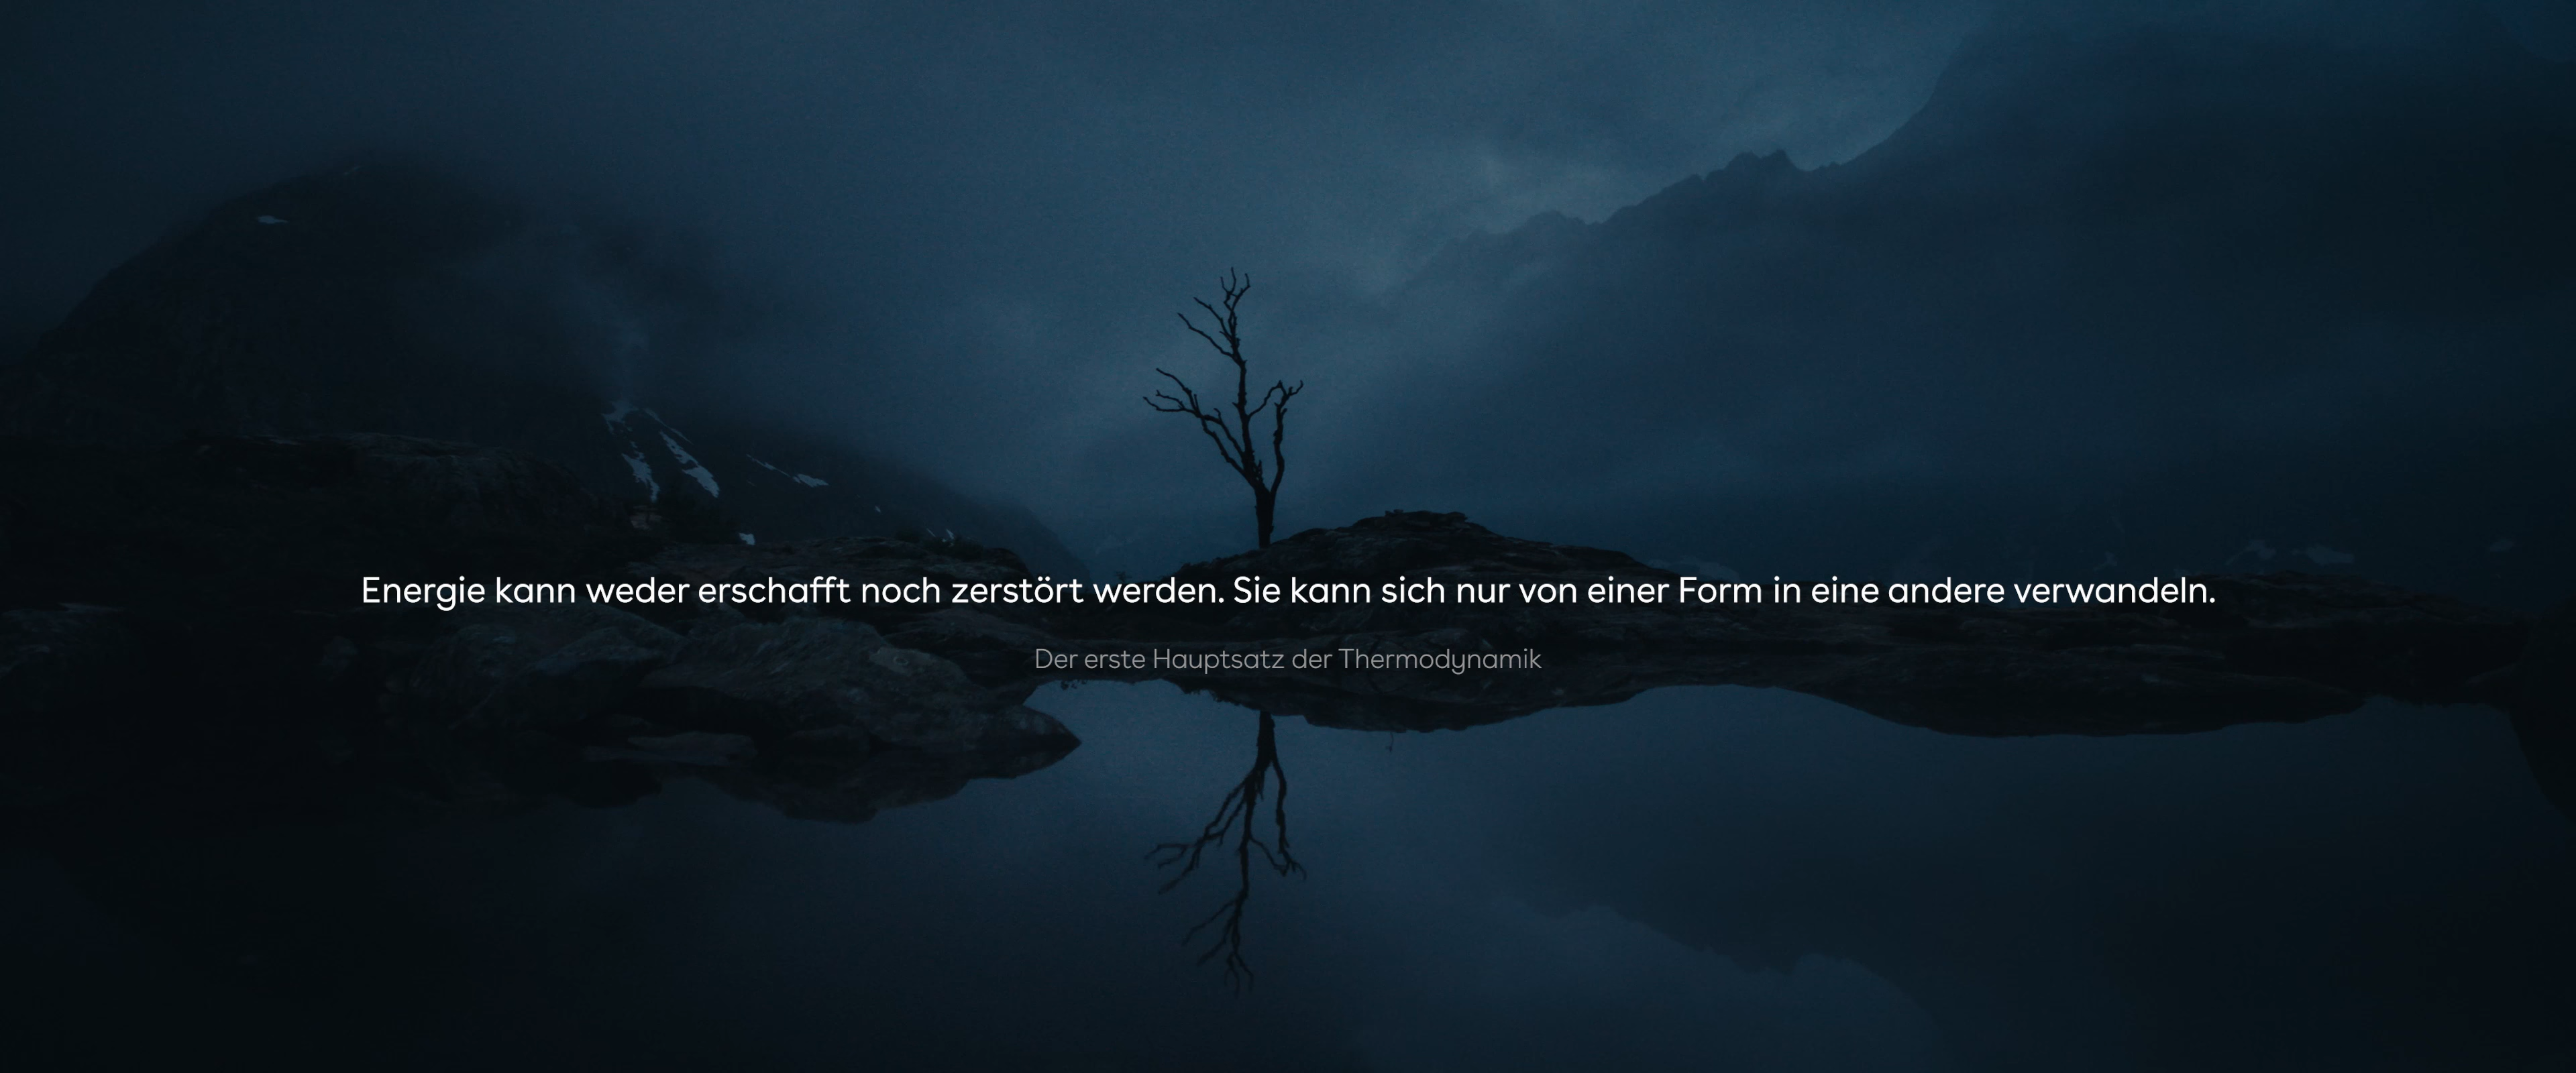 Energie kann weder erschafft noch zerstört werden. Sie kann sich nur von einer Form in eine andere verwandeln.
Der erste Hauptsatz der Thermodynamik